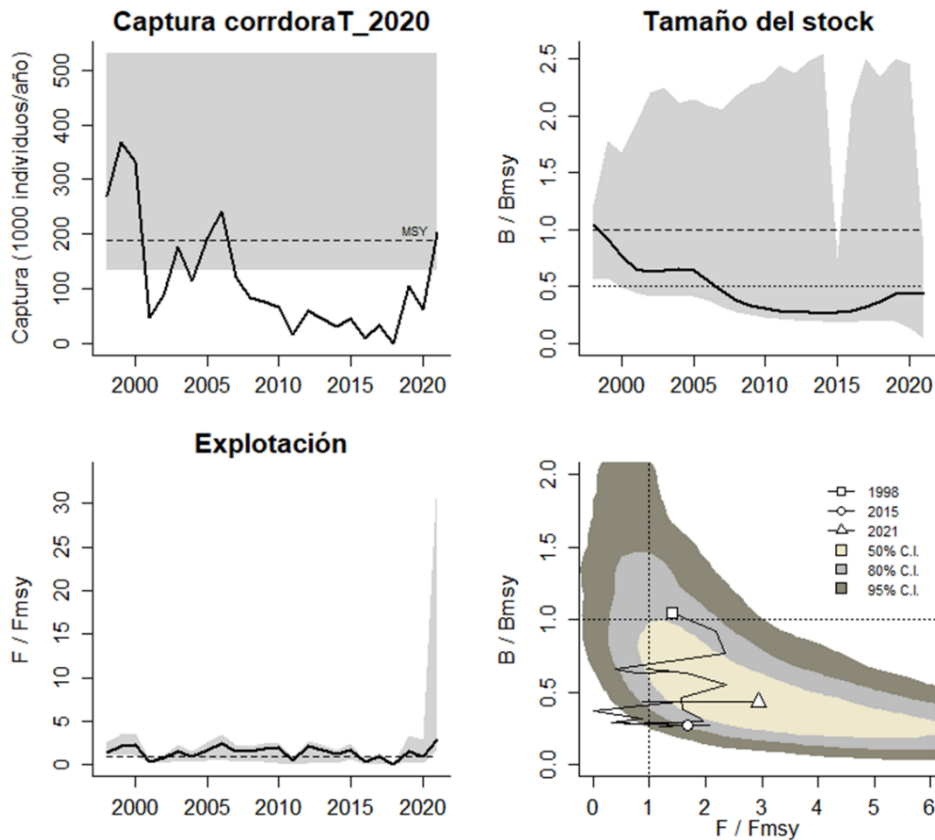 Captura corrdoraT_2020
Captura (1000 individuos/año)
0 100 200 300 400 500
MSY
2000 2005 2010 2015 2020
Tamaño del stock
B / Bmsy
0.0 0.5 1.0 1.5 2.0 2.5
2000 2005 2010 2015 2020
Explotación
F / Fmsy
0 5 10 15 20 25 30
2000 2005 2010 2015 2020
B / Bmsy
0.0 0.5 1.0 1.5 2.0
1998
2015
2021
50% C.I.
80% C.I.
95% C.I.
0 1 2 3 4 5 6
F / Fmsy